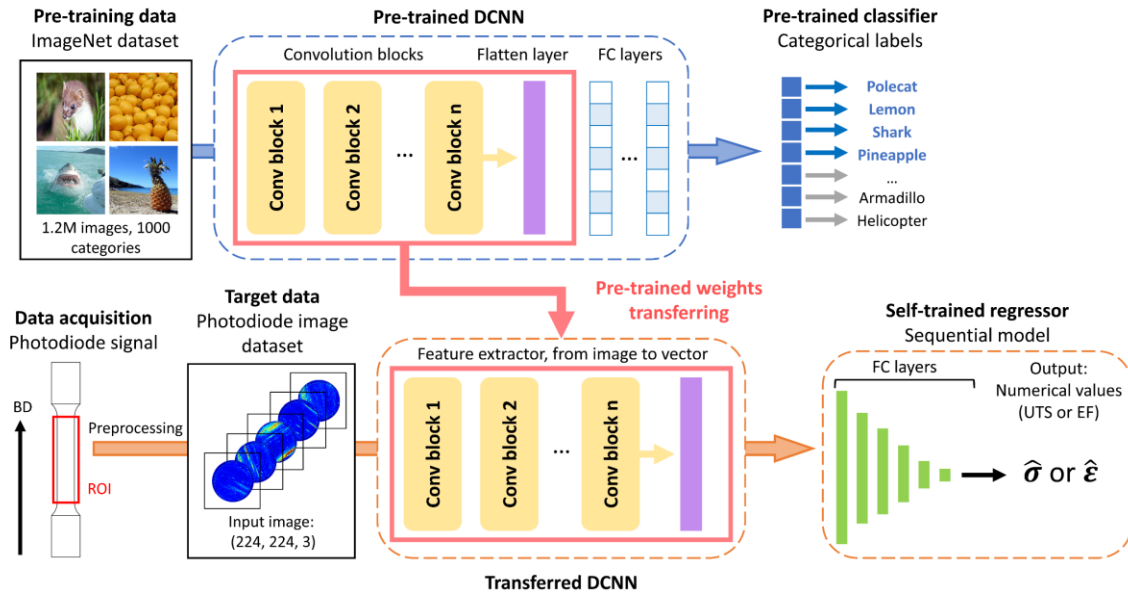 Pre-training data
ImageNet dataset
1.2M images, 1000
categories
Pre-trained DCNN
Convolution blocks
Flatten layer
FC layers
Conv block 1
Conv block 2
...
Conv block n
...
Pre-trained classifier
Categorical labels
Polecat
Lemon
Shark
Pineapple
...
Armadillo
Helicopter
Pre-trained weights
transferring
Data acquisition
Photodiode signal
BD
ROI
Preprocessing
Target data
Photodiode image
dataset
Input image:
(224, 224, 3)
Feature extractor, from image to vector
Conv block 1
Conv block 2
...
Conv block n
Transferred DCNN
Self-trained regressor
Sequential model
FC layers
Output:
Numerical values
(UTS or EF)
σ̂ or ε̂